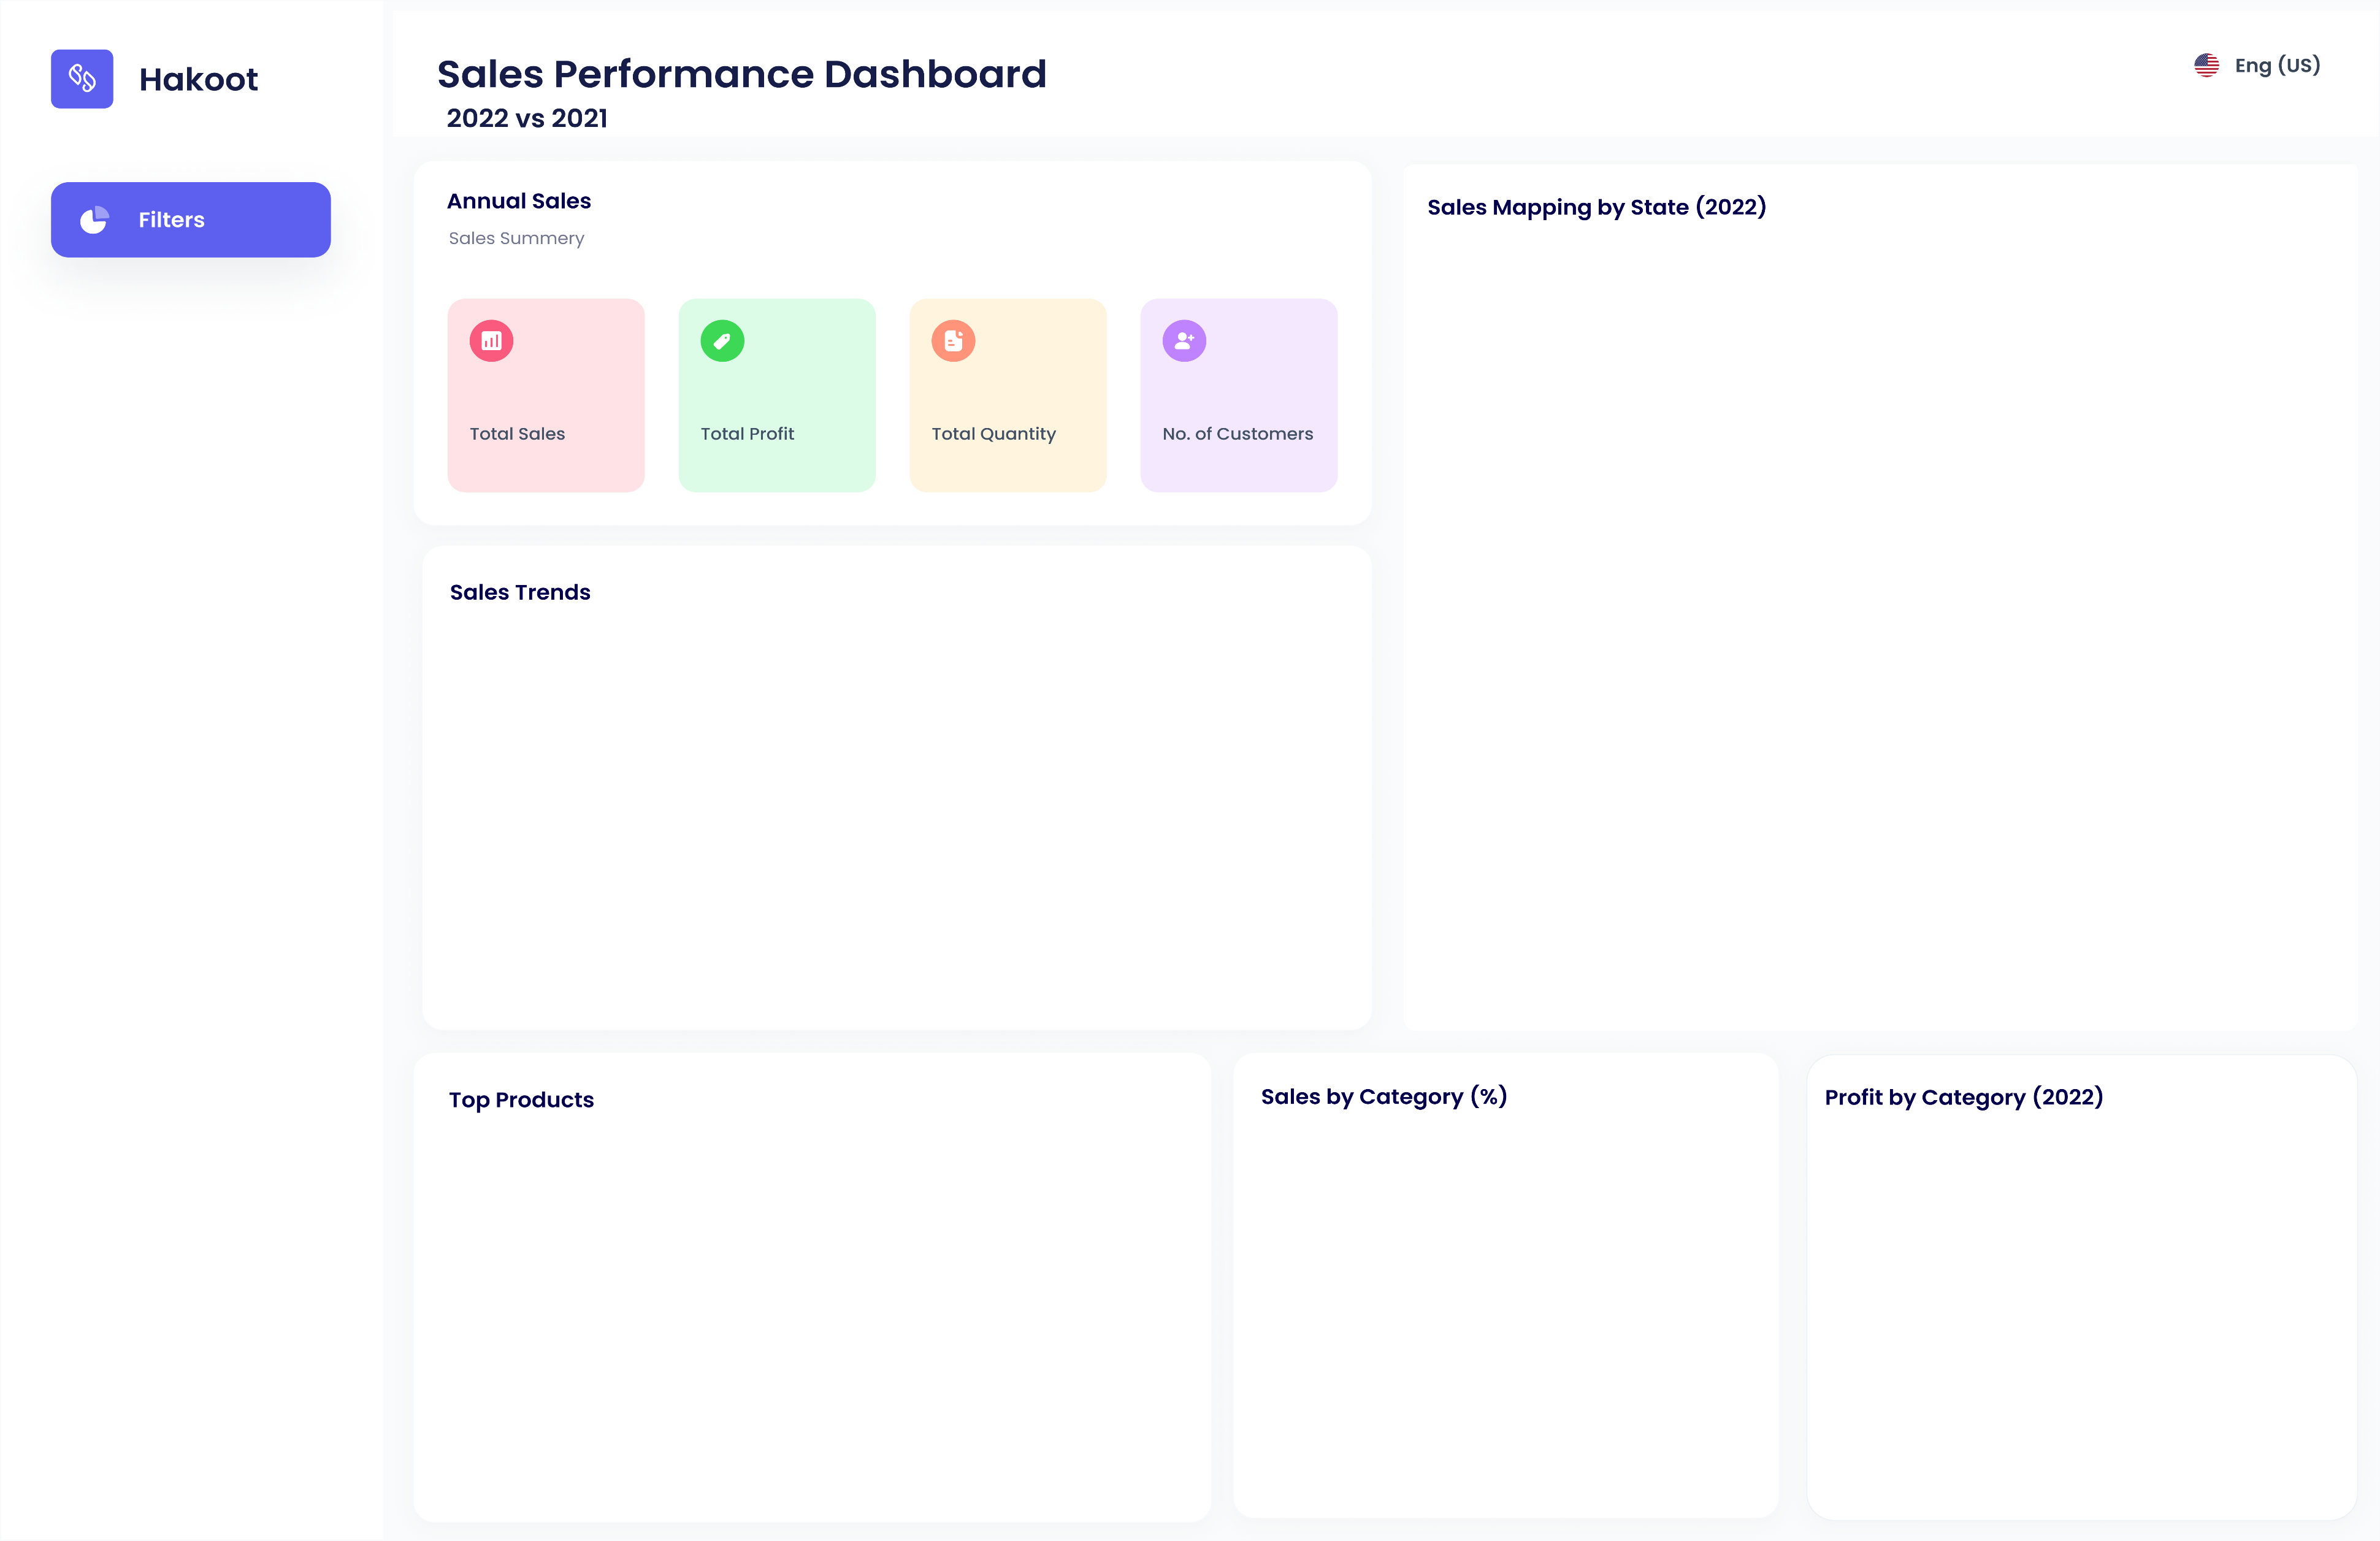 Hakoot
Filters
Sales Performance Dashboard
2022 vs 2021
Eng (US)
Annual Sales
Sales Summery
Total Sales
Total Profit
Total Quantity
No. of Customers
Sales Mapping by State (2022)
Sales Trends
Top Products
Sales by Category (%)
Profit by Category (2022)